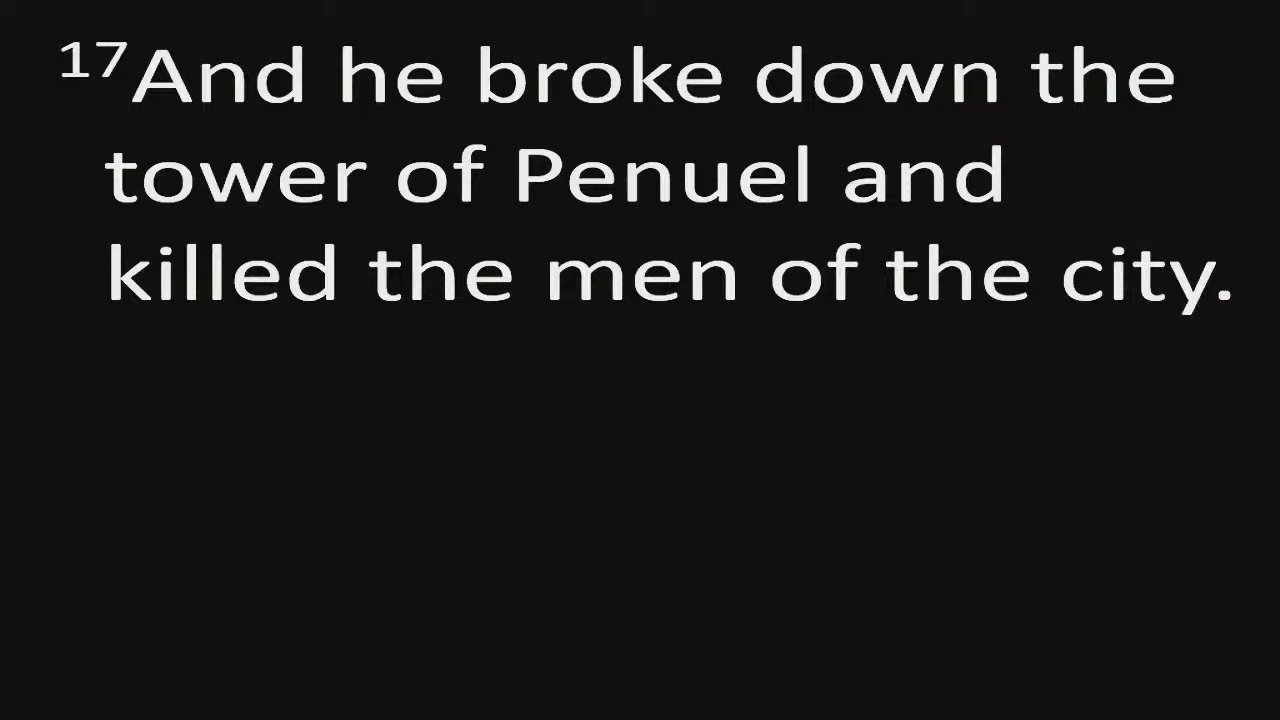 17And he broke down the
tower of Penuel and
killed the men of the city.